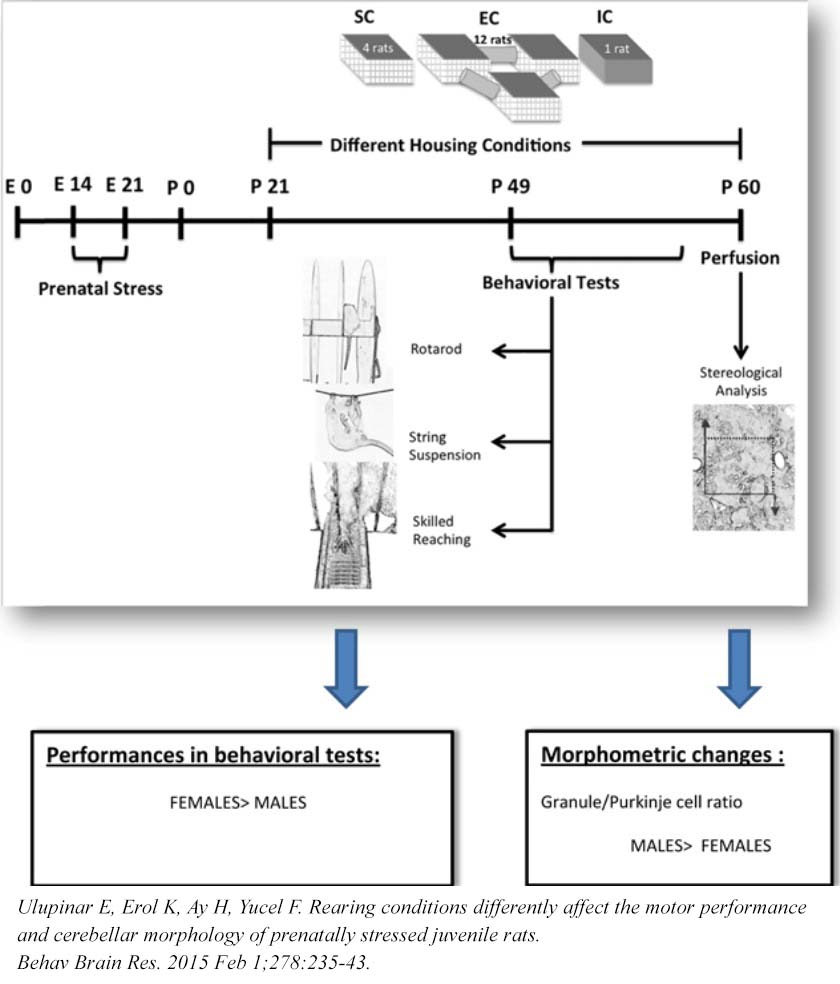 SC EC IC
4 rats 12 rats 1 rat
Different Housing Conditions
E 0 E 14 E 21 P 0 P 21 P 49 P 60
Prenatal Stress
Behavioral Tests
Perfusion
Rotarod
String
Suspension
Skilled
Reaching
Stereological
Analysis
Performances in behavioral tests:
FEMALES> MALES
Morphometric changes :
Granule/Purkinje cell ratio
MALES> FEMALES
Ulupinar E, Erol K, Ay H, Yucel F. Rearing conditions differently affect the motor performance
and cerebellar morphology of prenatally stressed juvenile rats.
Behav Brain Res. 2015 Feb 1;278:235-43.